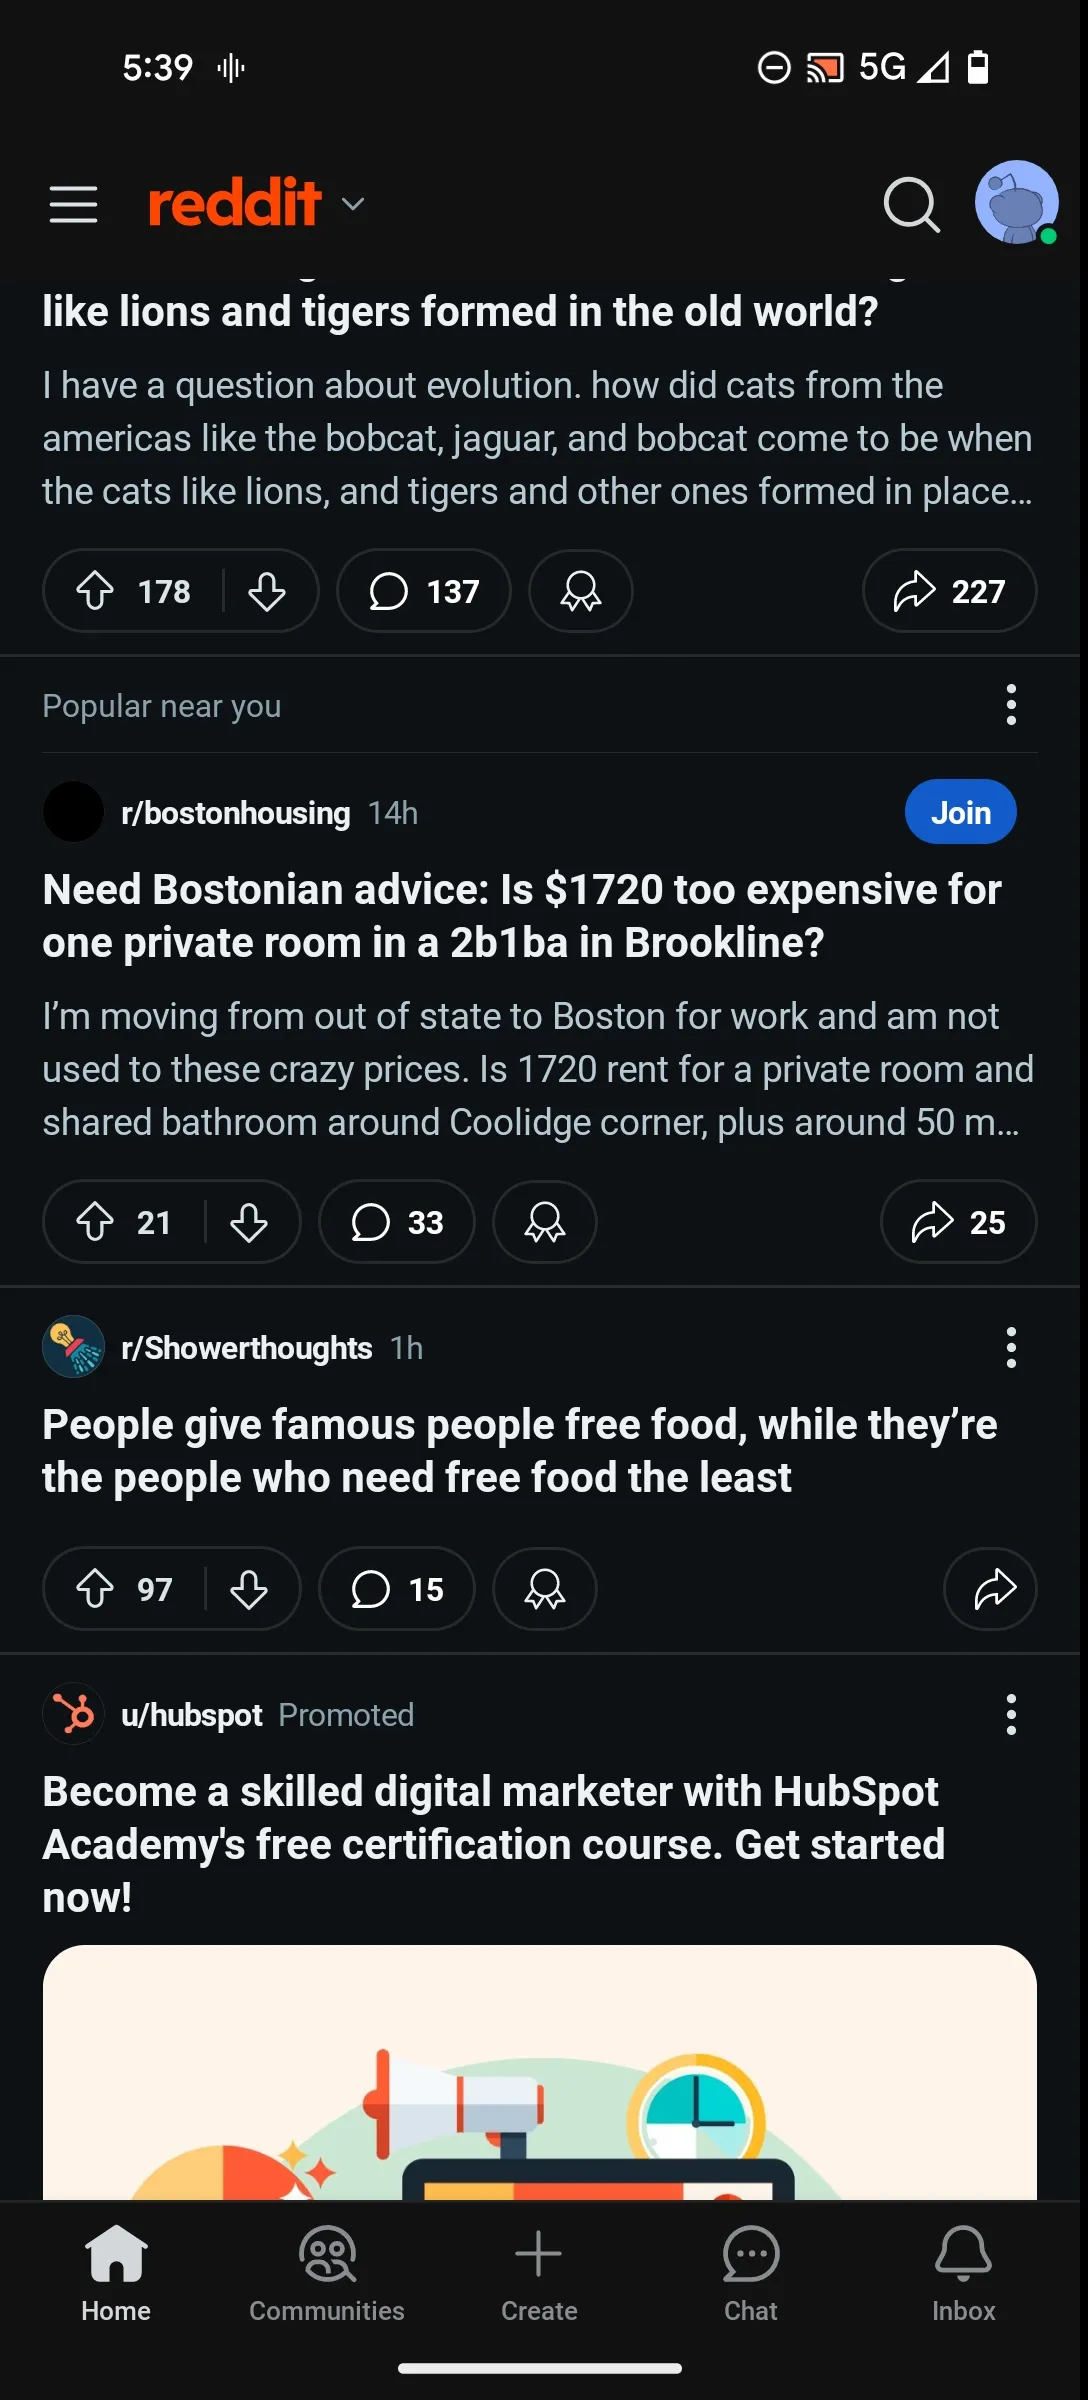 5:39
5G
reddit
like lions and tigers formed in the old world?
I have a question about evolution. how did cats from the
americas like the bobcat, jaguar, and bobcat come to be when
the cats like lions, and tigers and other ones formed in place…
178
137
227
Popular near you
r/bostonhousing 14h
Join
Need Bostonian advice: Is $1720 too expensive for
one private room in a 2b1ba in Brookline?
I’m moving from out of state to Boston for work and am not
used to these crazy prices. Is 1720 rent for a private room and
shared bathroom around Coolidge corner, plus around 50 m…
21
33
25
r/Showerthoughts 1h
People give famous people free food, while they’re
the people who need free food the least
97
15
u/hubspot Promoted
Become a skilled digital marketer with HubSpot
Academy's free certification course. Get started
now!
Home
Communities
Create
Chat
Inbox